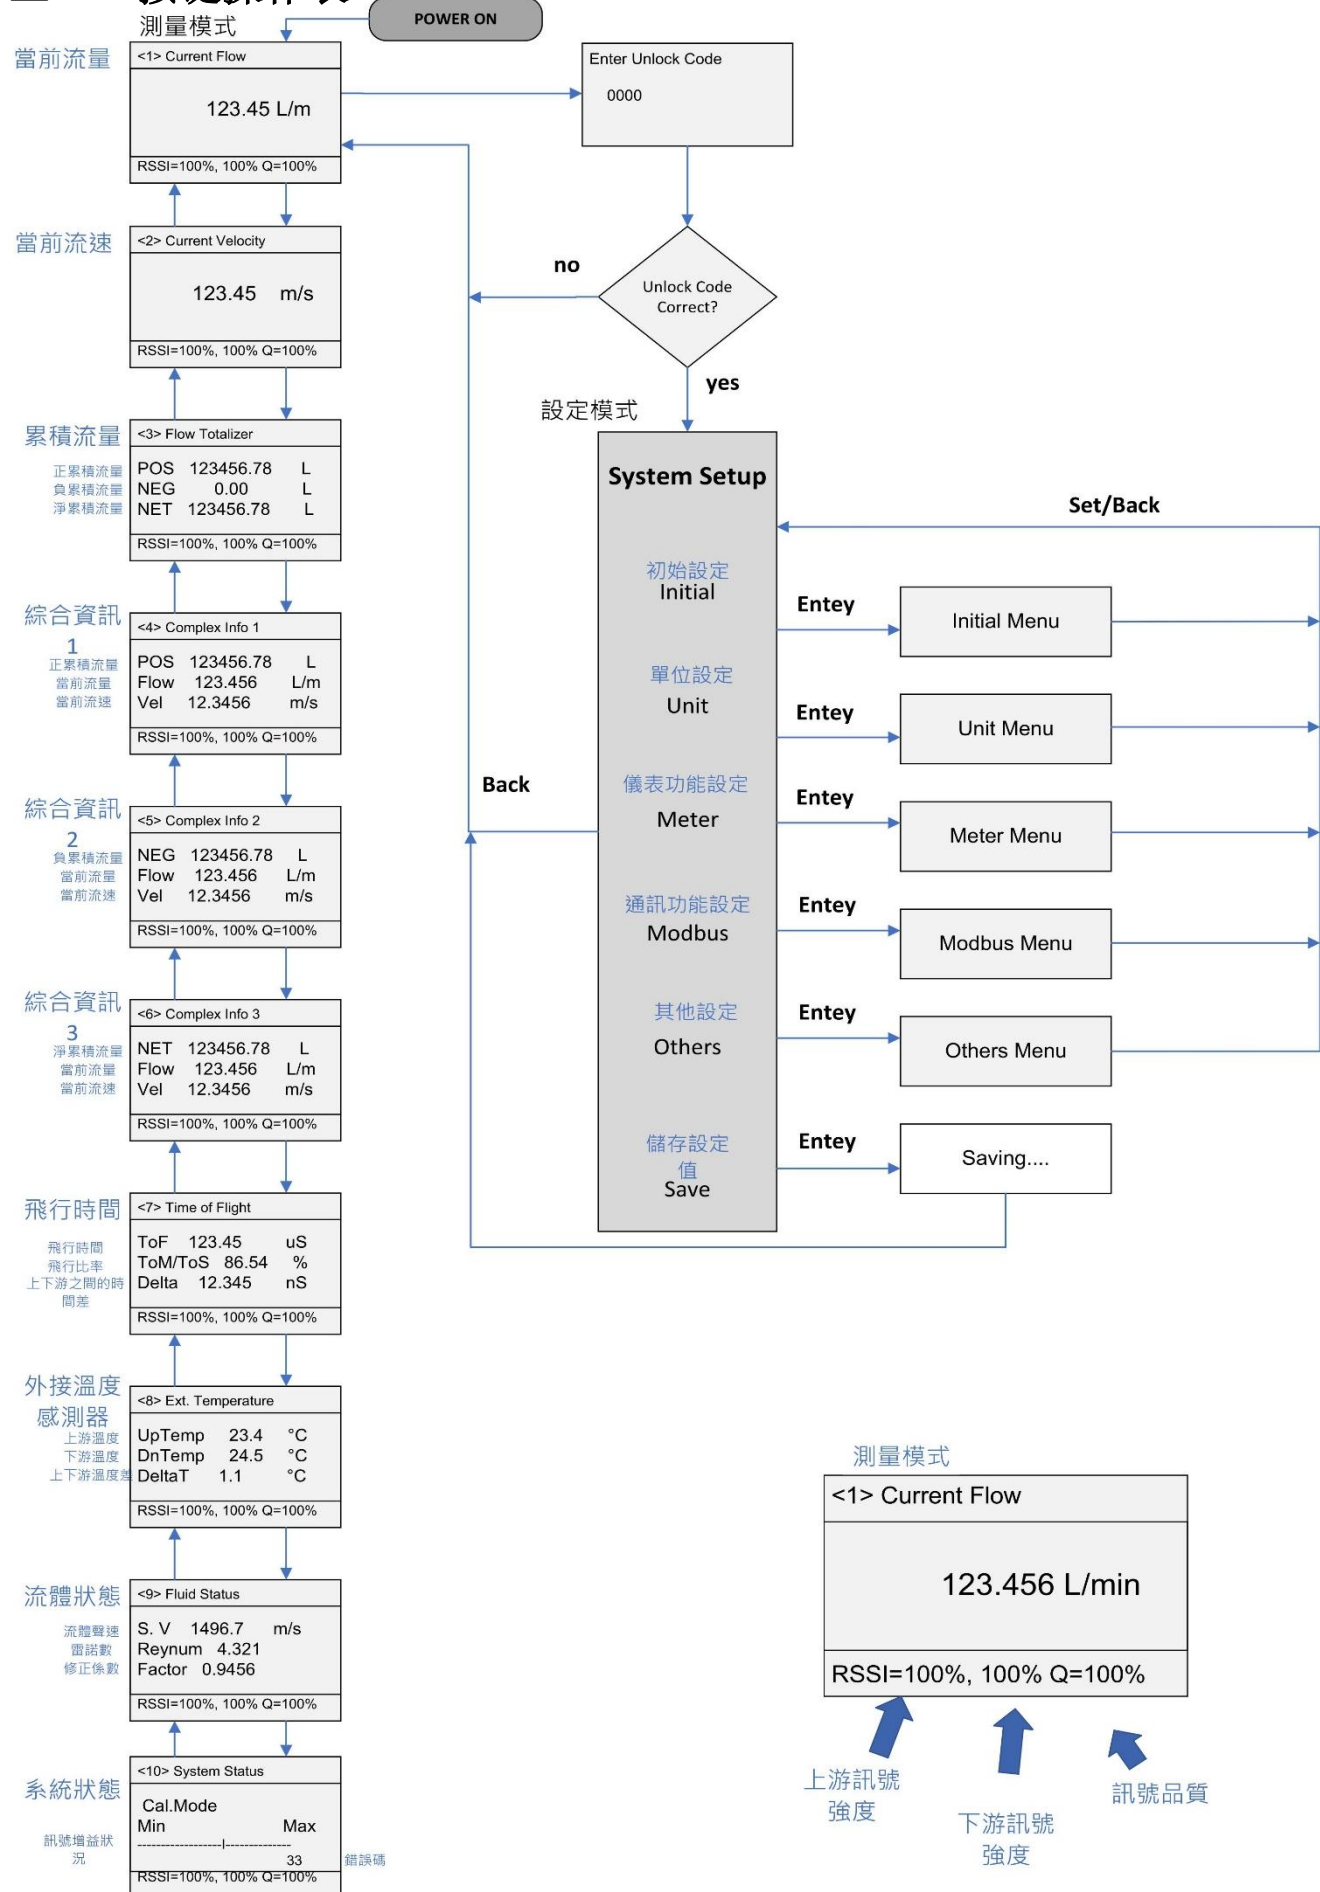 POWER ON
測量模式
當前流量
<1> Current Flow
123.45 L/m
RSSI=100%, 100% Q=100%
當前流速
<2> Current Velocity
123.45 m/s
RSSI=100%, 100% Q=100%
累積流量
正累積流量
負累積流量
淨累積流量
<3> Flow Totalizer
POS 123456.78 L
NEG 0.00 L
NET 123456.78 L
RSSI=100%, 100% Q=100%
綜合資訊
1
正累積流量
當前流量
當前流速
<4> Complex Info 1
POS 123456.78 L
Flow 123.456 L/m
Vel 12.3456 m/s
RSSI=100%, 100% Q=100%
綜合資訊
2
負累積流量
當前流量
當前流速
<5> Complex Info 2
NEG 123456.78 L
Flow 123.456 L/m
Vel 12.3456 m/s
RSSI=100%, 100% Q=100%
綜合資訊
3
淨累積流量
當前流量
當前流速
<6> Complex Info 3
NET 123456.78 L
Flow 123.456 L/m
Vel 12.3456 m/s
RSSI=100%, 100% Q=100%
飛行時間
飛行時間
飛行比率
上下游之間的時
間差
<7> Time of Flight
ToF 123.45 uS
ToM/ToS 86.54 %
Delta 12.345 nS
RSSI=100%, 100% Q=100%
外接溫度
感測器
上游溫度
下游溫度
上下游溫度差
<8> Ext. Temperature
UpTemp 23.4 °C
DnTemp 24.5 °C
DeltaT 1.1 °C
RSSI=100%, 100% Q=100%
流體狀態
流體聲速
雷諾數
修正係數
<9> Fluid Status
S. V 1496.7 m/s
Reynum 4.321
Factor 0.9456
RSSI=100%, 100% Q=100%
系統狀態
訊號增益狀
況
<10> System Status
Cal.Mode
Min Max
------------------|--------------
33
錯誤碼
RSSI=100%, 100% Q=100%
Enter Unlock Code
0000
Unlock Code
Correct?
no
yes
設定模式
System Setup
初始設定
Initial
單位設定
Unit
儀表功能設定
Meter
通訊功能設定
Modbus
其他設定
Others
儲存設定
值
Save
Back
Set/Back
Entey
Initial Menu
Entey
Unit Menu
Entey
Meter Menu
Entey
Modbus Menu
Entey
Others Menu
Entey
Saving....
測量模式
<1> Current Flow
123.456 L/min
RSSI=100%, 100% Q=100%
上游訊號
強度
下游訊號
強度
訊號品質